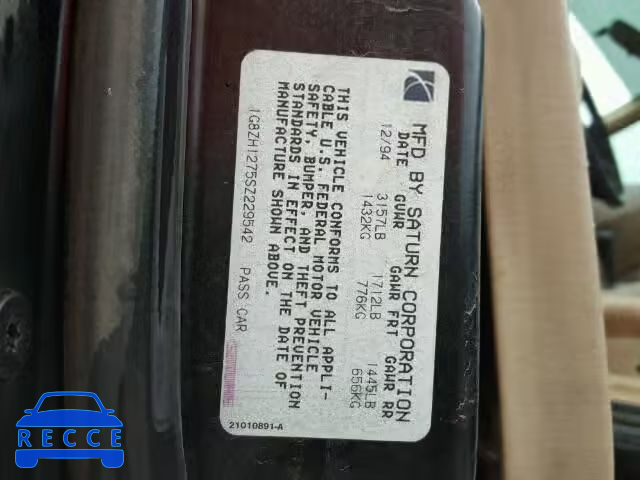 MFD BY SATURN CORPORATION
DATE GVWR GAWR FRT GAWR RR
12/94 3157LB 1712LB 1445LB
1432KG 776KG 656KG
THIS VEHICLE CONFORMS TO ALL APPLI-
CABLE U.S. FEDERAL MOTOR VEHICLE
SAFETY, BUMPER, AND THEFT PREVENTION
STANDARDS IN EFFECT ON THE DATE OF
MANUFACTURE SHOWN ABOVE.
1G8ZH1275SZ229542 PASS CAR
21010891-A
RECCE